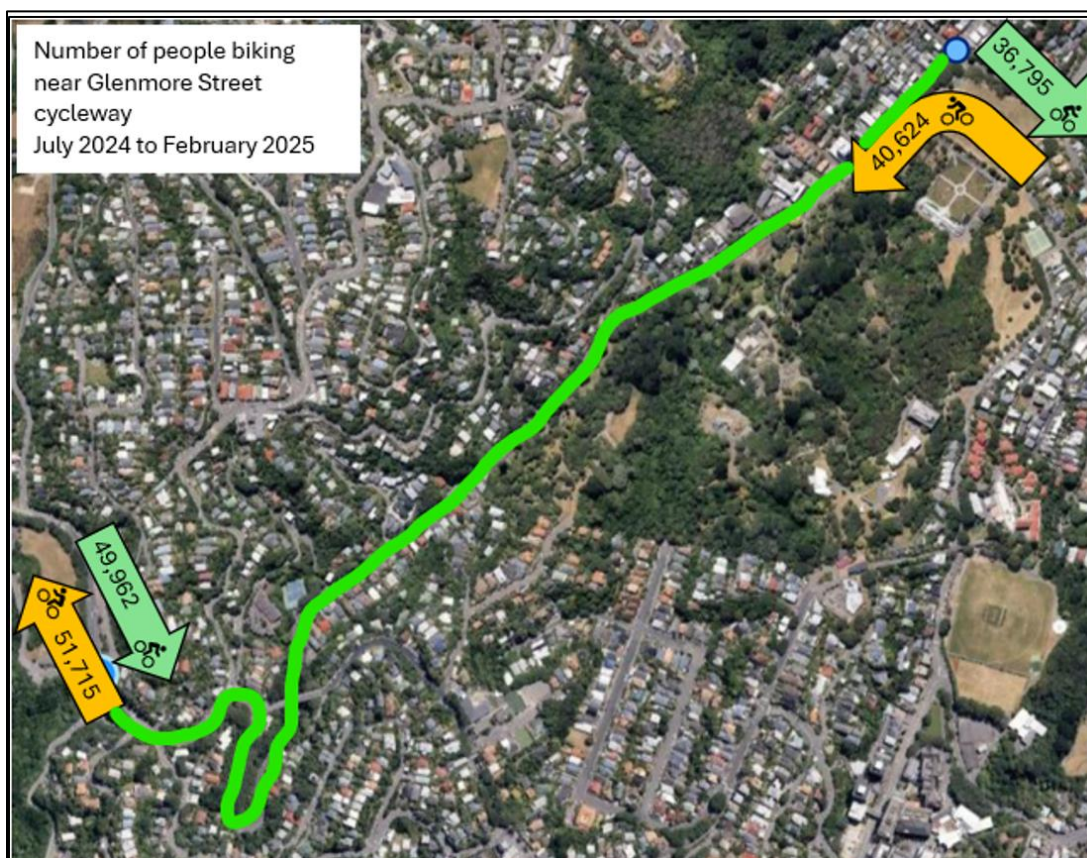 Number of people biking
near Glenmore Street
cycleway
July 2024 to February 2025
36,795
40,624
49,962
51,715